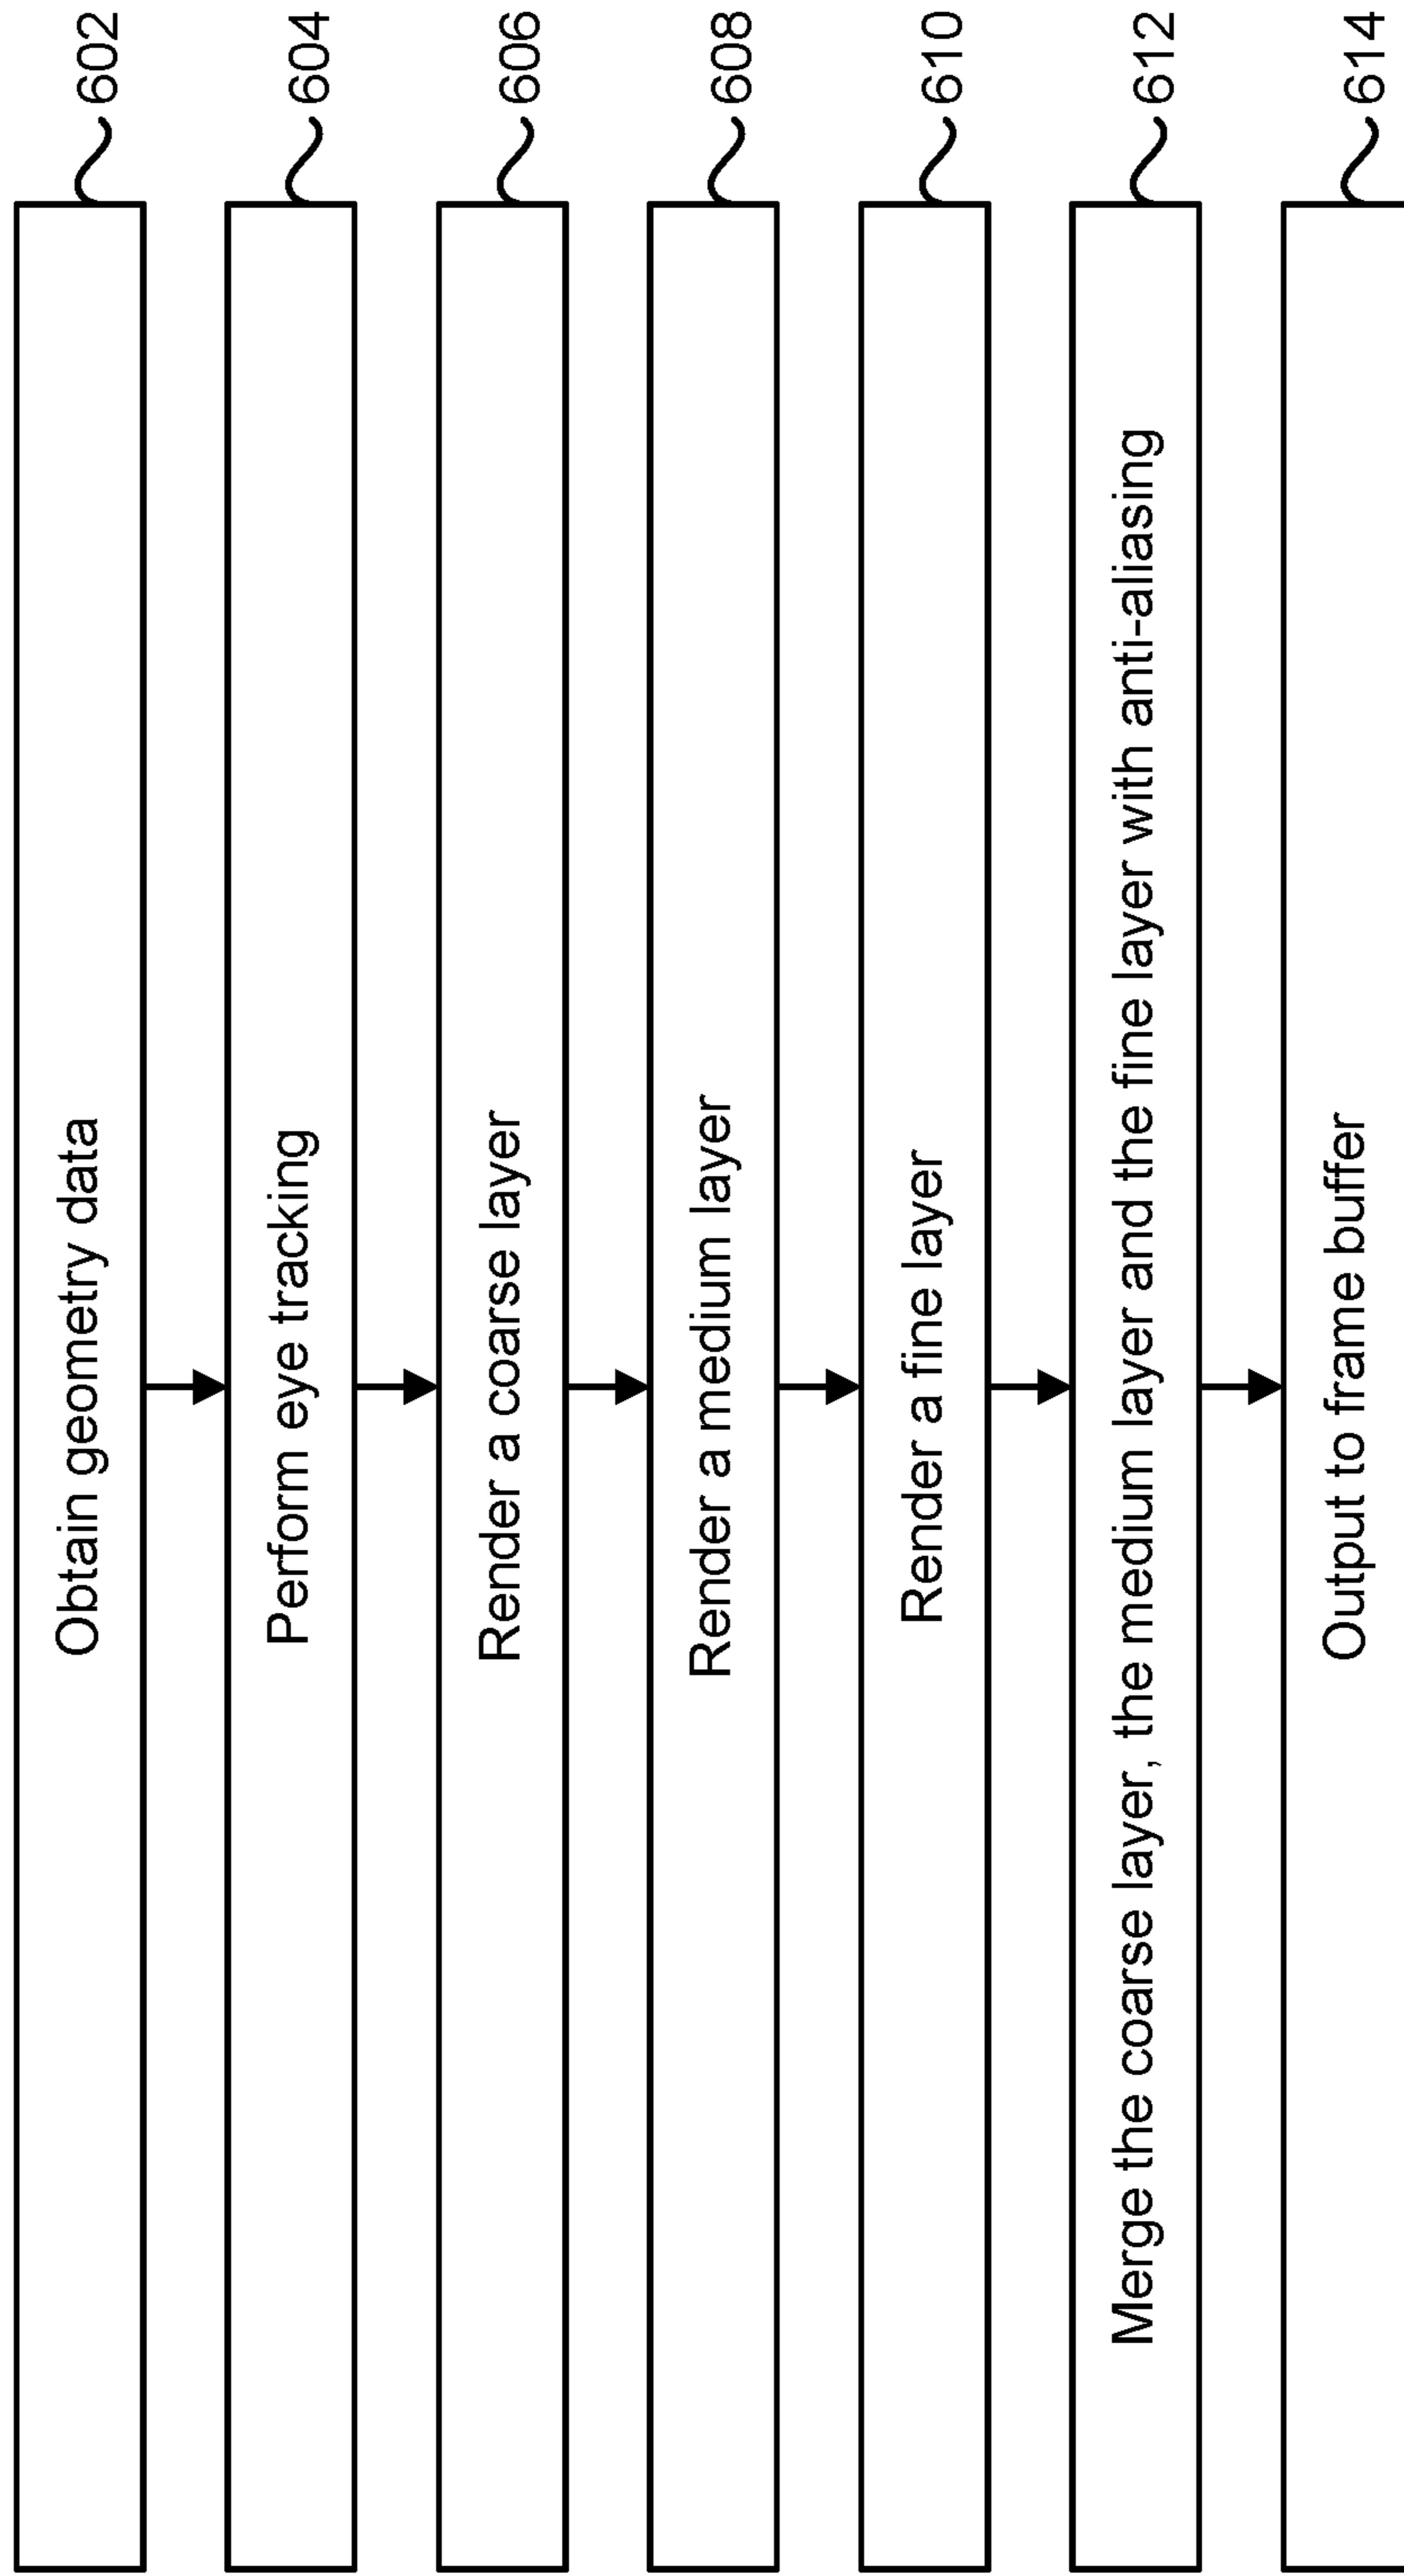 Obtain geometry data
602
Perform eye tracking
604
Render a coarse layer
606
Render a medium layer
608
Render a fine layer
610
Merge the coarse layer, the medium layer and the fine layer with anti-aliasing
612
Output to frame buffer
614